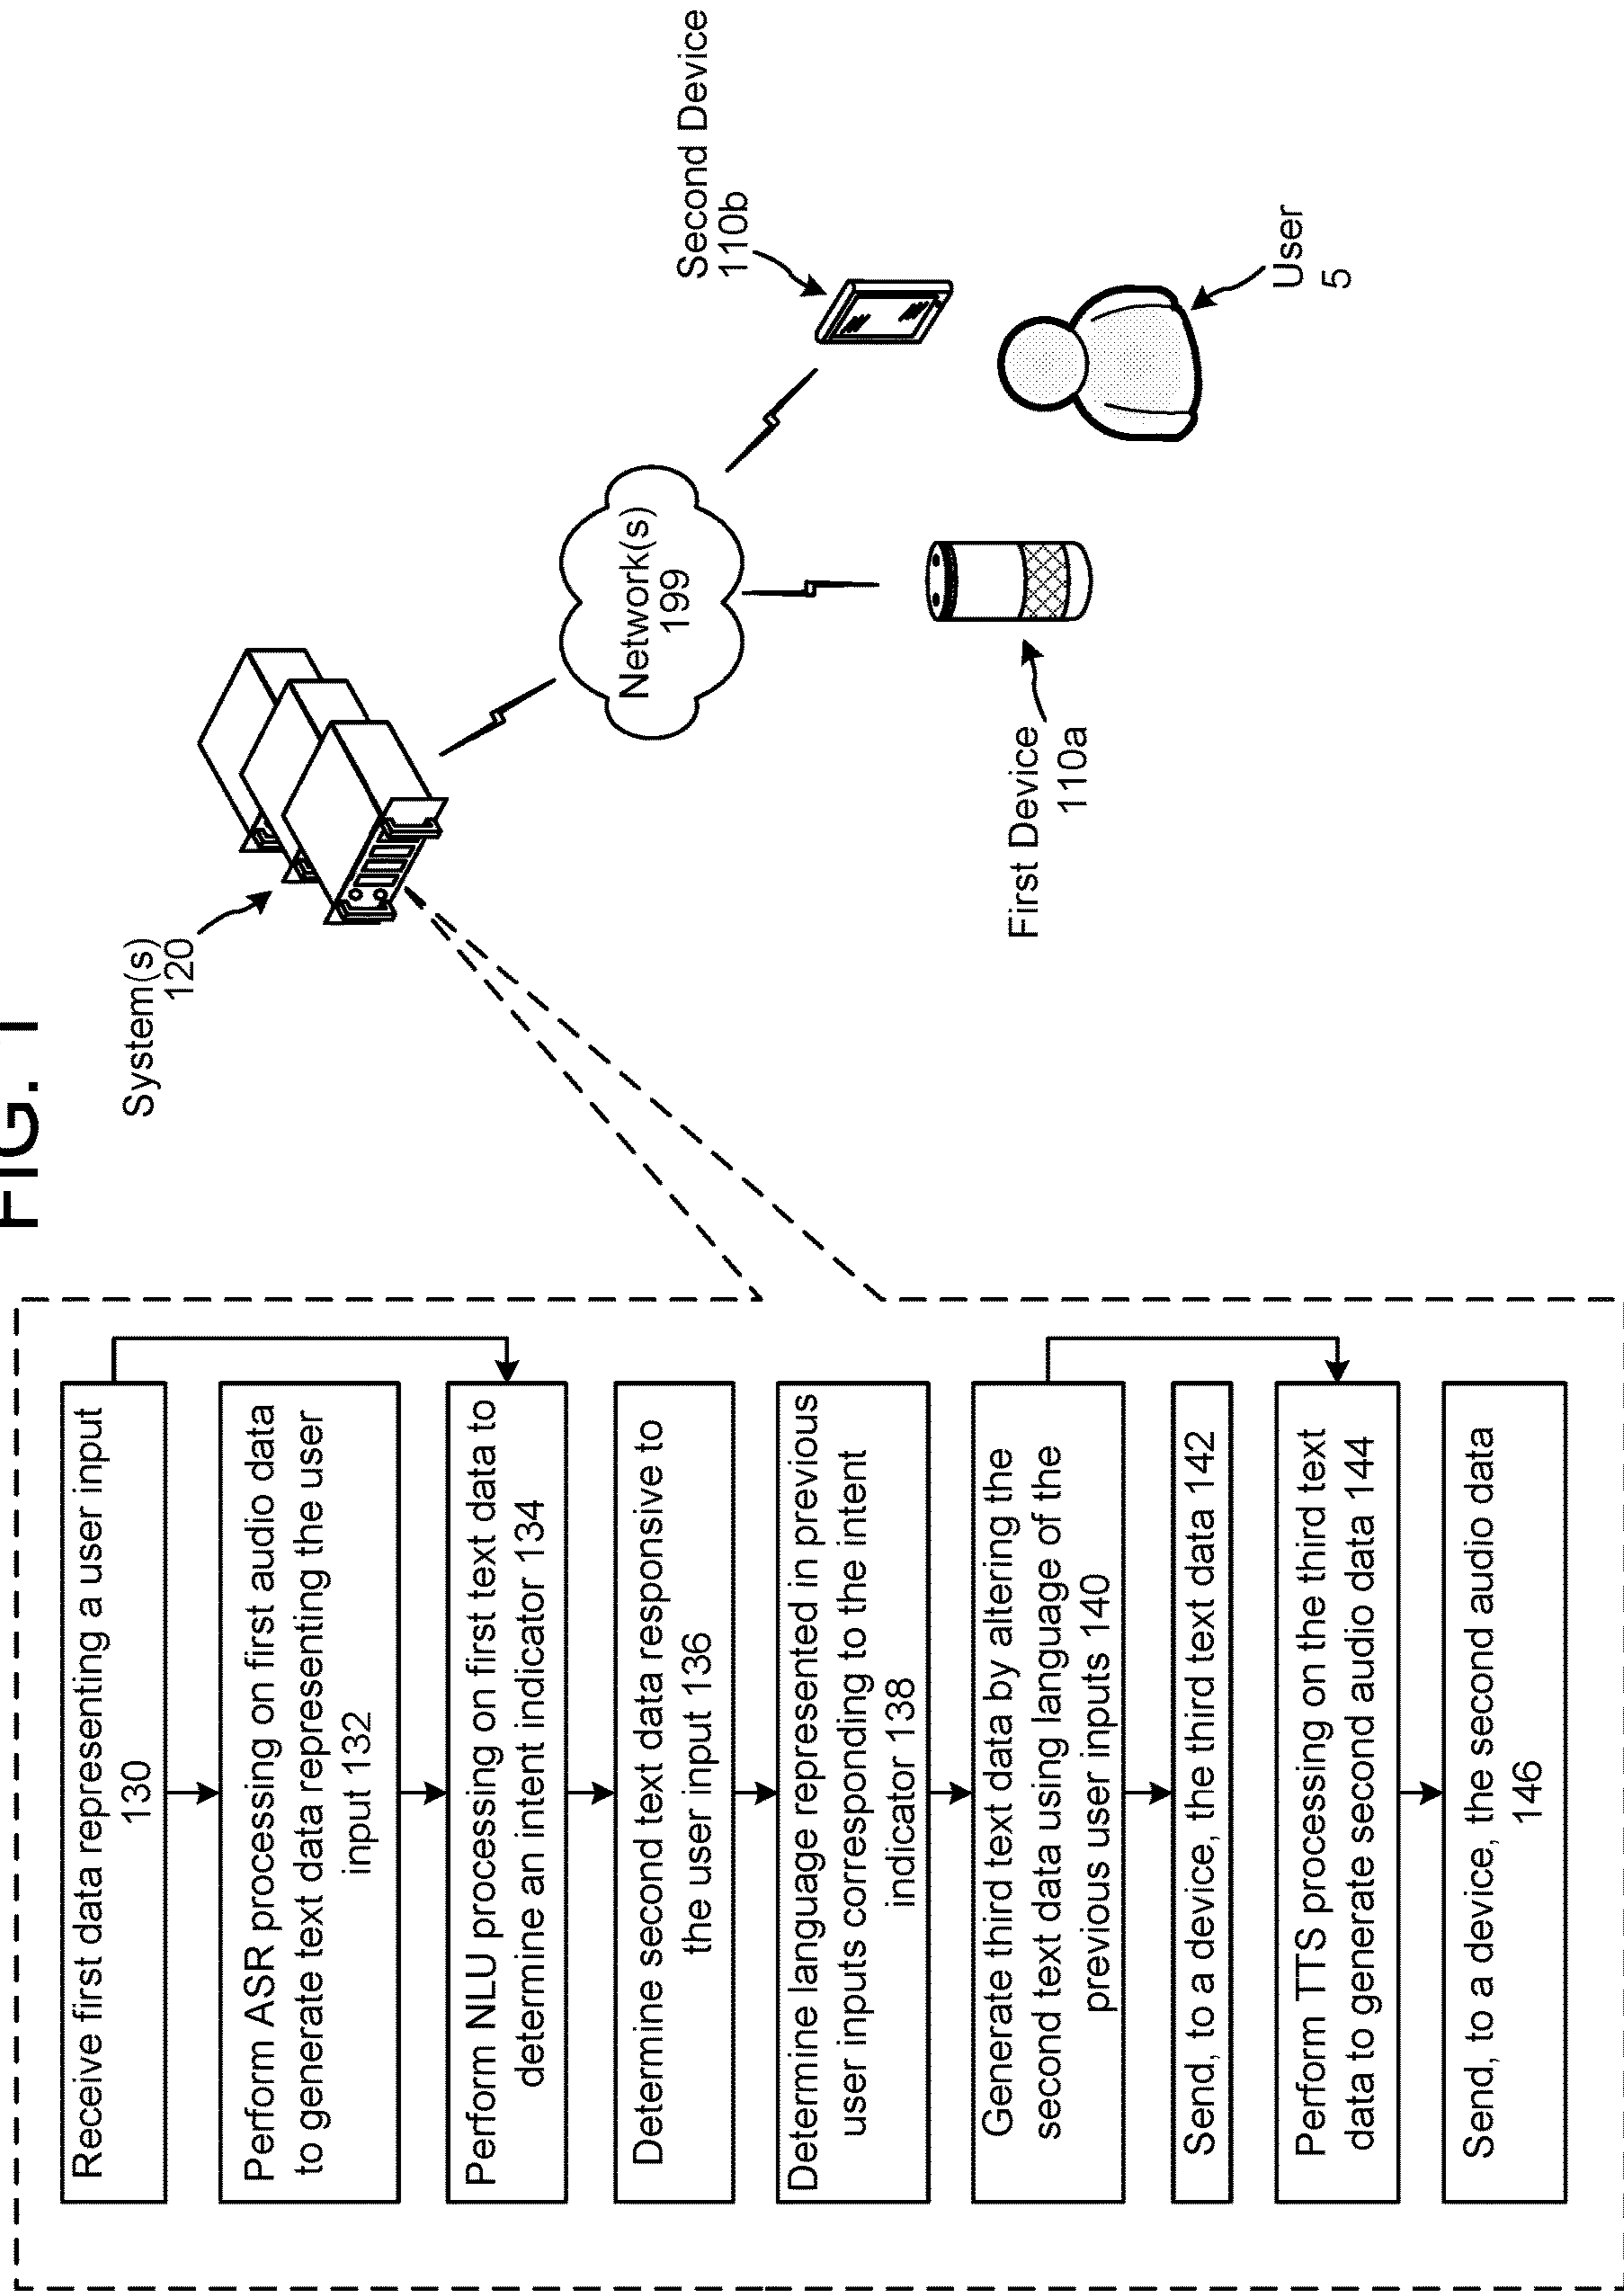 FIG. 1
System(s)
120
Network(s)
199
Second Device
110b
First Device
110a
User
5
Receive first data representing a user input
130
Perform ASR processing on first audio data
to generate text data representing the user
input 132
Perform NLU processing on first text data to
determine an intent indicator 134
Determine second text data responsive to
the user input 136
Determine language represented in previous
user inputs corresponding to the intent
indicator 138
Generate third text data by altering the
second text data using language of the
previous user inputs 140
Send, to a device, the third text data 142
Perform TTS processing on the third text
data to generate second audio data 144
Send, to a device, the second audio data
146